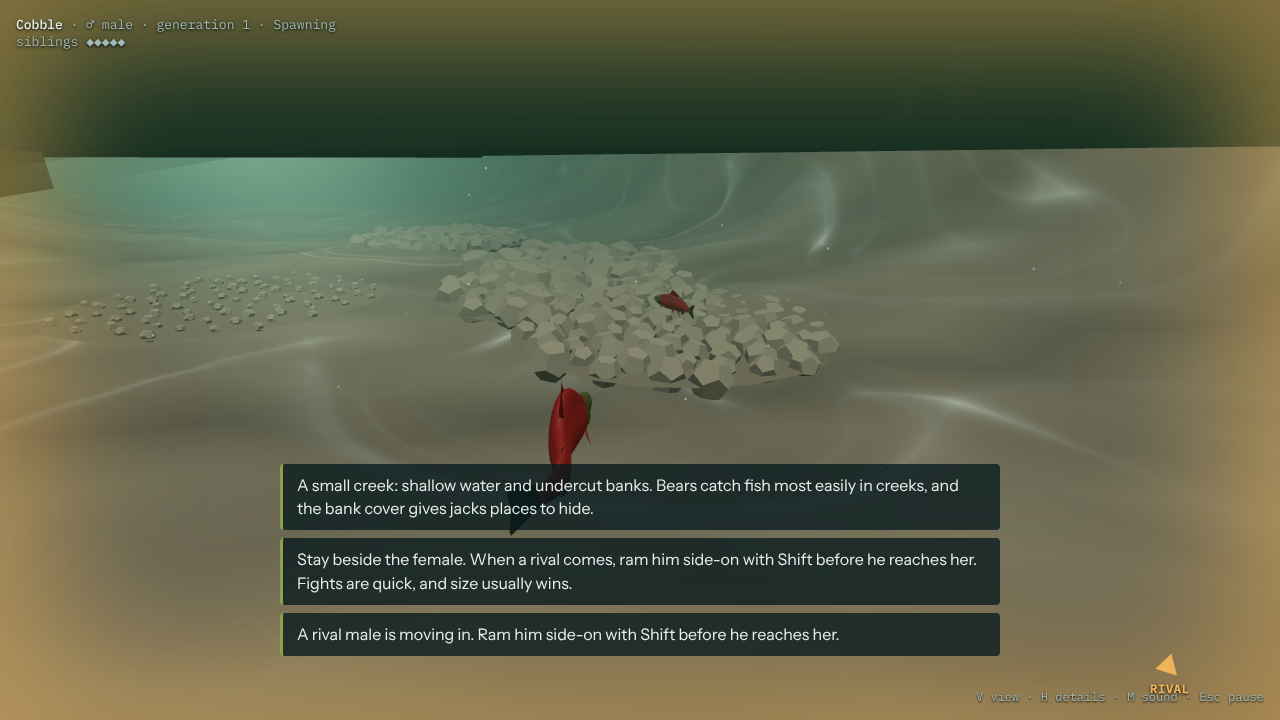 Cobble · ♂ male · generation 1 · Spawning
siblings ◆◆◆◆◆
A small creek: shallow water and undercut banks. Bears catch fish most easily in creeks, and
the bank cover gives jacks places to hide.
Stay beside the female. When a rival comes, ram him side-on with Shift before he reaches her.
Fights are quick, and size usually wins.
A rival male is moving in. Ram him side-on with Shift before he reaches her.
RIVAL
V view · H details · M sound · Esc pause